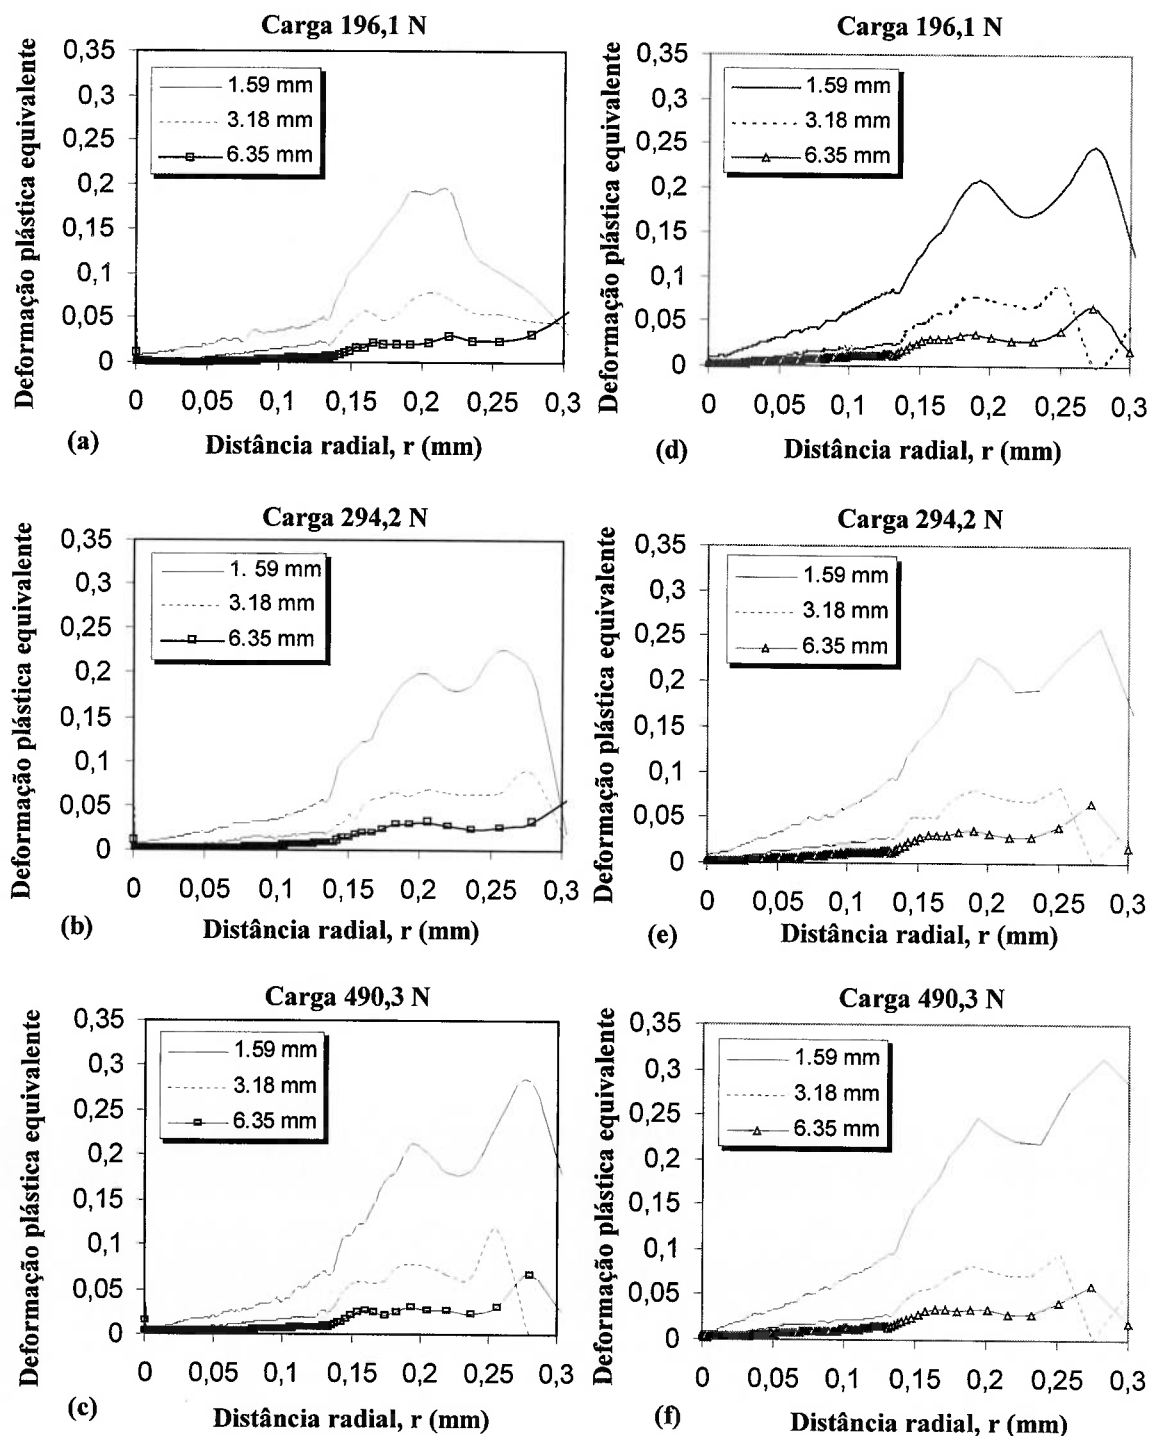 Carga 196,1 N
Deformação plástica equivalente
0,35
0,3
0,25
0,2
0,15
0,1
0,05
0
1.59 mm
3.18 mm
6.35 mm
0 0,05 0,1 0,15 0,2 0,25 0,3
(a) Distância radial, r (mm)
Carga 196,1 N
Deformação plástica equivalente
0,35
0,3
0,25
0,2
0,15
0,1
0,05
0
1.59 mm
3.18 mm
6.35 mm
0 0,05 0,1 0,15 0,2 0,25 0,3
(d) Distância radial, r (mm)
Carga 294,2 N
Deformação plástica equivalente
0,35
0,3
0,25
0,2
0,15
0,1
0,05
0
1. 59 mm
3.18 mm
6.35 mm
0 0,05 0,1 0,15 0,2 0,25 0,3
(b) Distância radial, r (mm)
Carga 294,2 N
Deformação plástica equivalente
0,35
0,3
0,25
0,2
0,15
0,1
0,05
0
1.59 mm
3.18 mm
6.35 mm
0 0,05 0,1 0,15 0,2 0,25 0,3
(e) Distância radial, r (mm)
Carga 490,3 N
Deformação plástica equivalente
0,35
0,3
0,25
0,2
0,15
0,1
0,05
0
1.59 mm
3.18 mm
6.35 mm
0 0,05 0,1 0,15 0,2 0,25 0,3
(c) Distância radial, r (mm)
Carga 490,3 N
Deformação plástica equivalente
0,35
0,3
0,25
0,2
0,15
0,1
0,05
0
1.59 mm
3.18 mm
6.35 mm
0 0,05 0,1 0,15 0,2 0,25 0,3
(f) Distância radial, r (mm)